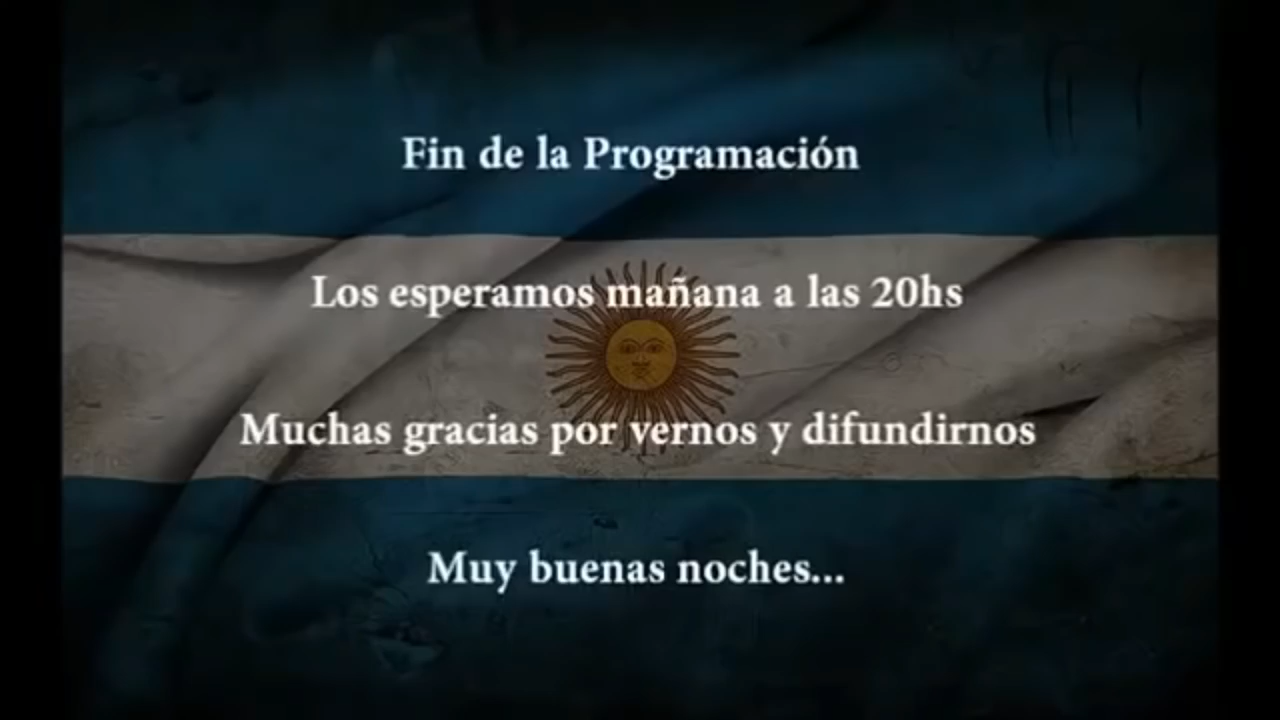 Fin de la Programación
Los esperamos mañana a las 20hs
Muchas gracias por vernos y difundirnos
Muy buenas noches...